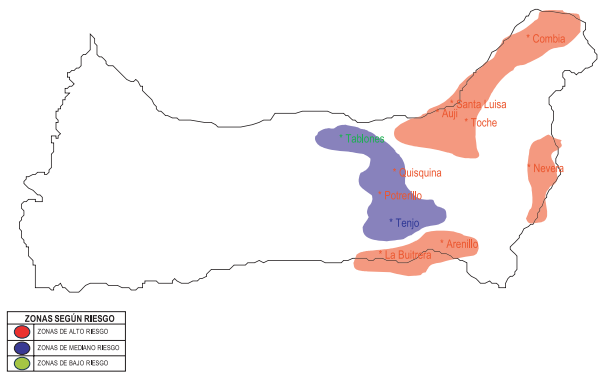 * Combia
* Santa Luisa
Auji
* Toche
* Tablones
* Quisquina
* Nevera
* Potrerillo
* Tenjo
* Arenillo
* La Buitrera
ZONAS SEGÚN RIESGO
ZONAS DE ALTO RIESGO
ZONAS DE MEDIANO RIESGO
ZONAS DE BAJO RIESGO